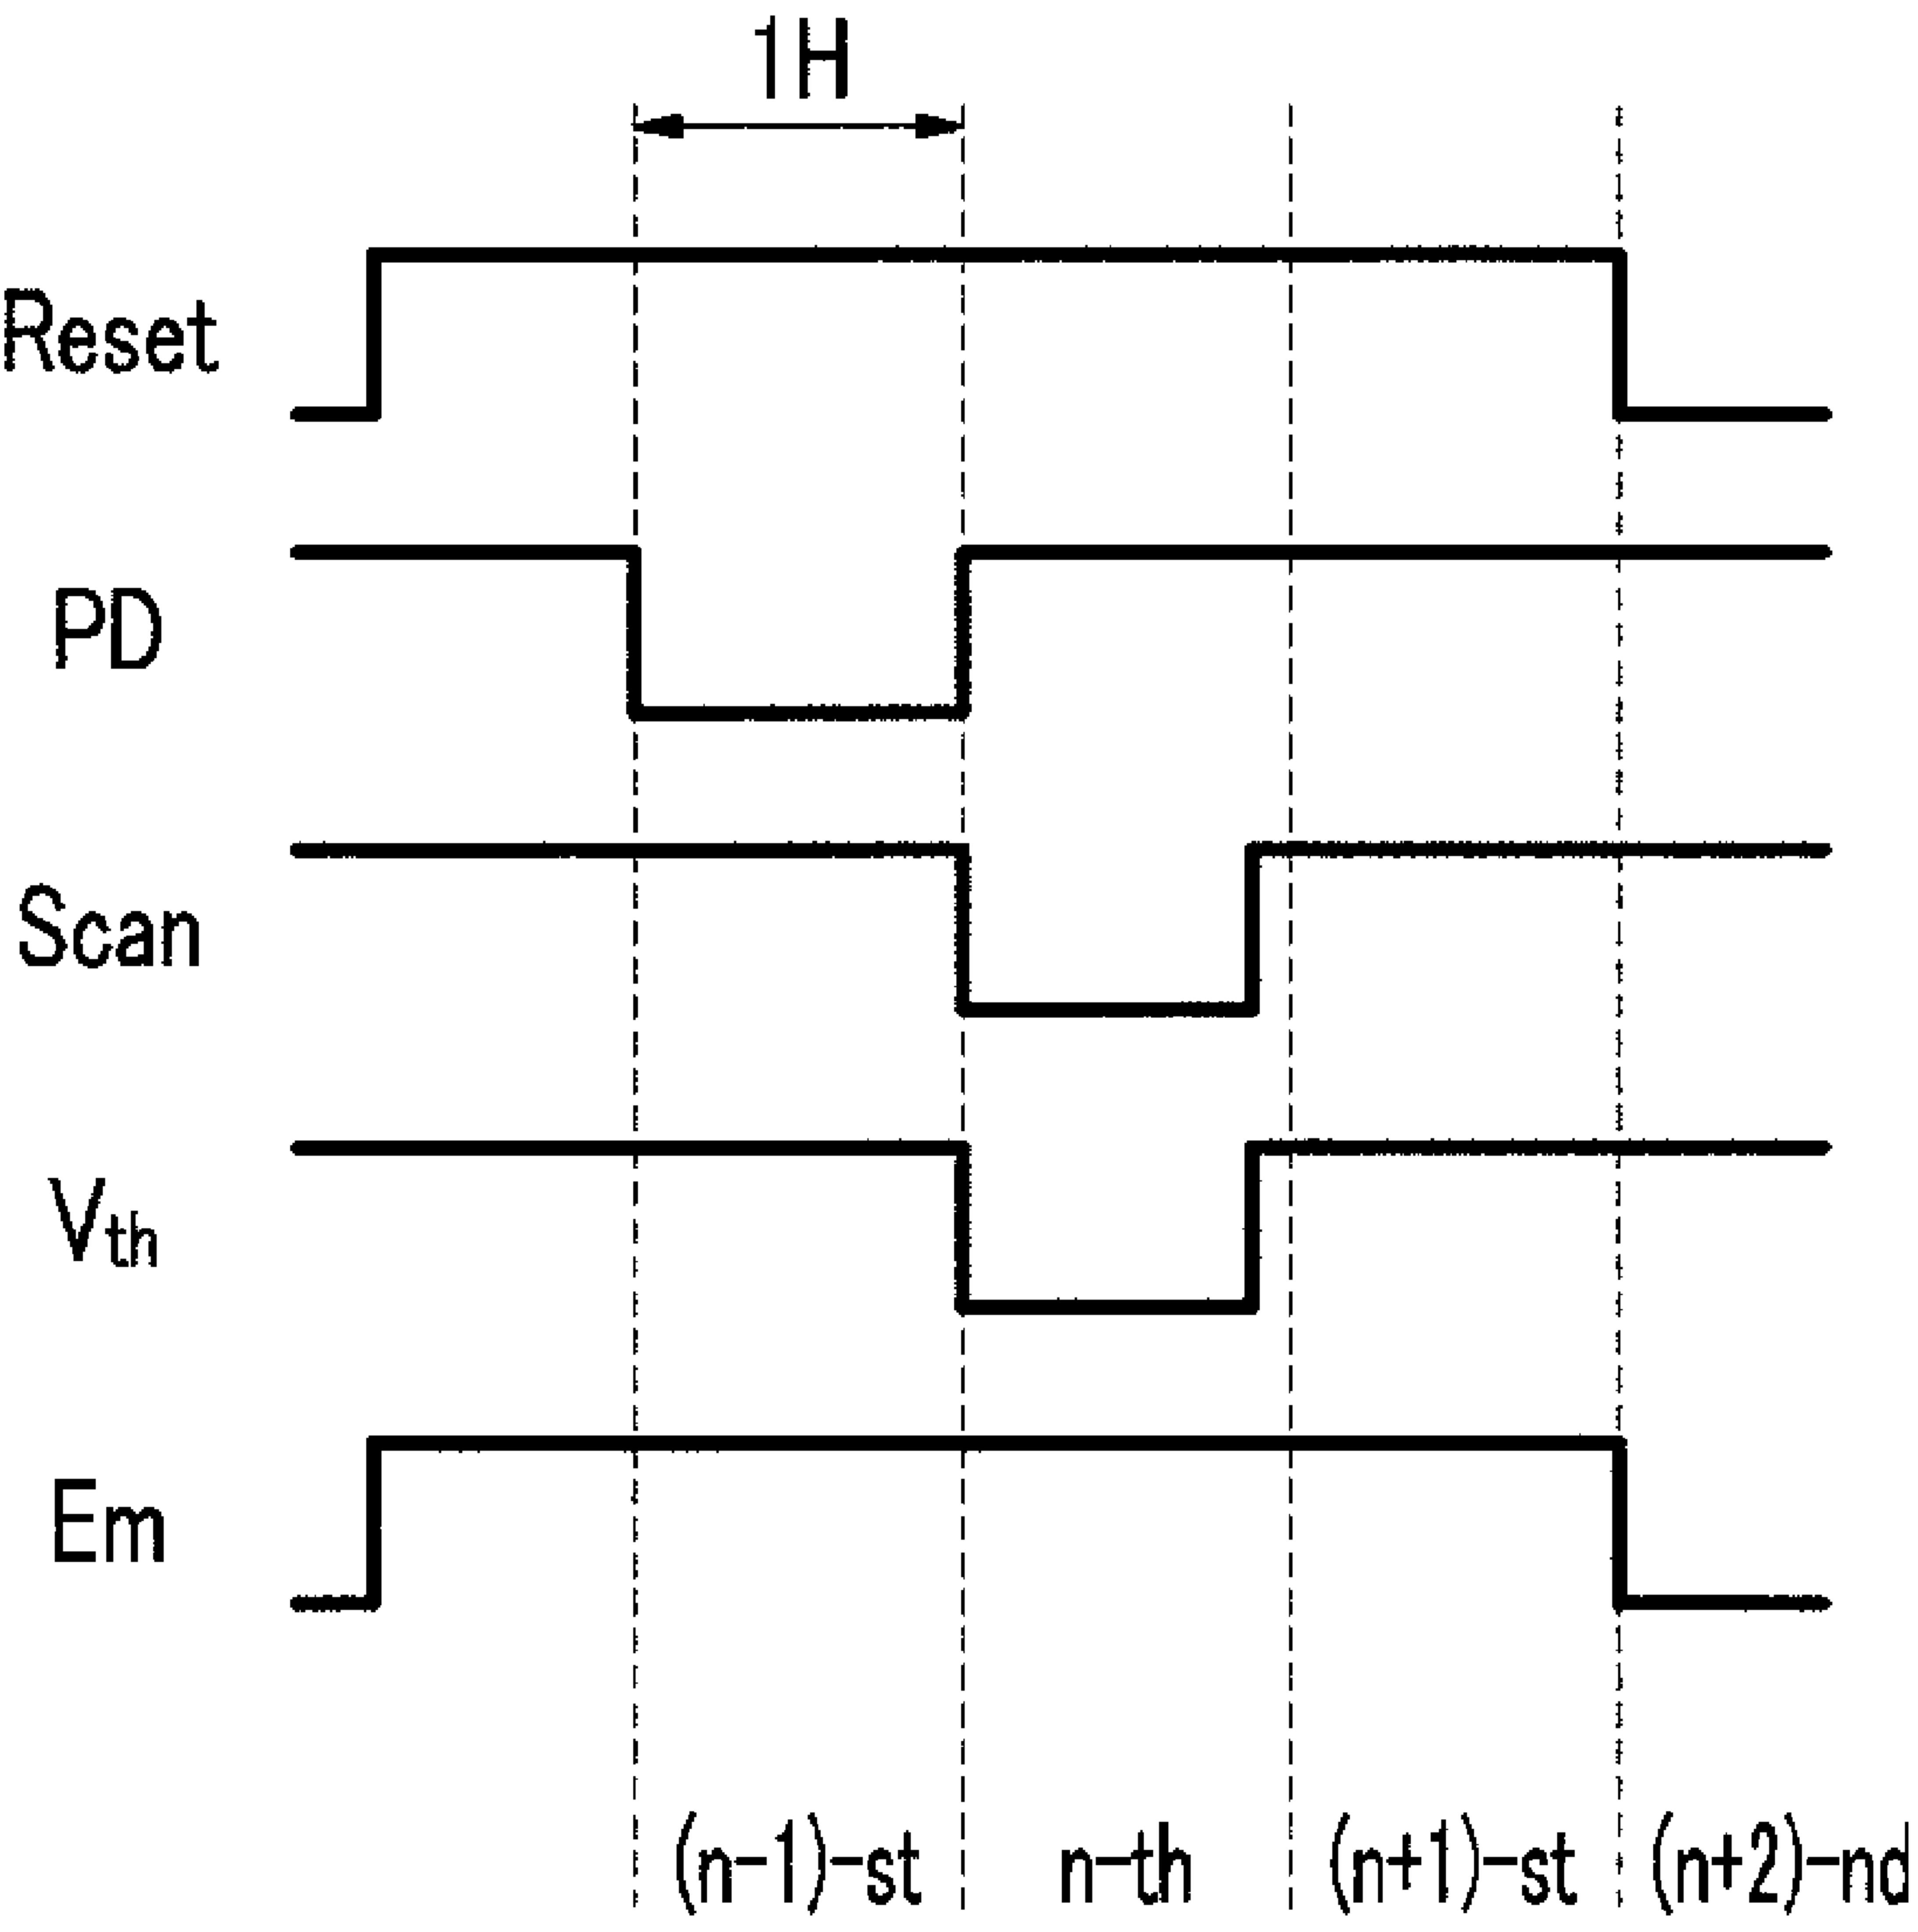 1H
Reset
PD
Scan
Vth
Em
(n-1)-st n-th (n+1)-st (n+2)-nd